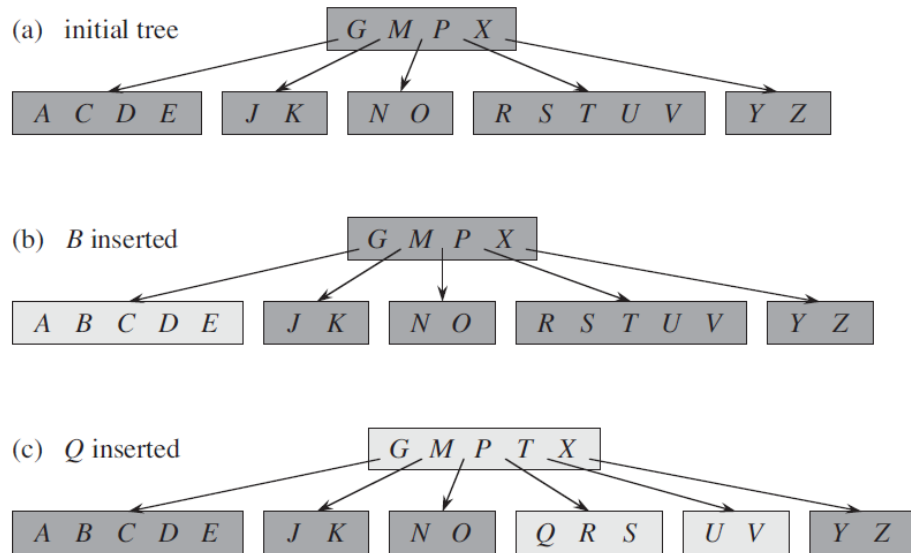 (a) initial tree G M P X
A C D E J K N O R S T U V Y Z
(b) B inserted G M P X
A B C D E J K N O R S T U V Y Z
(c) Q inserted G M P T X
A B C D E J K N O Q R S U V Y Z